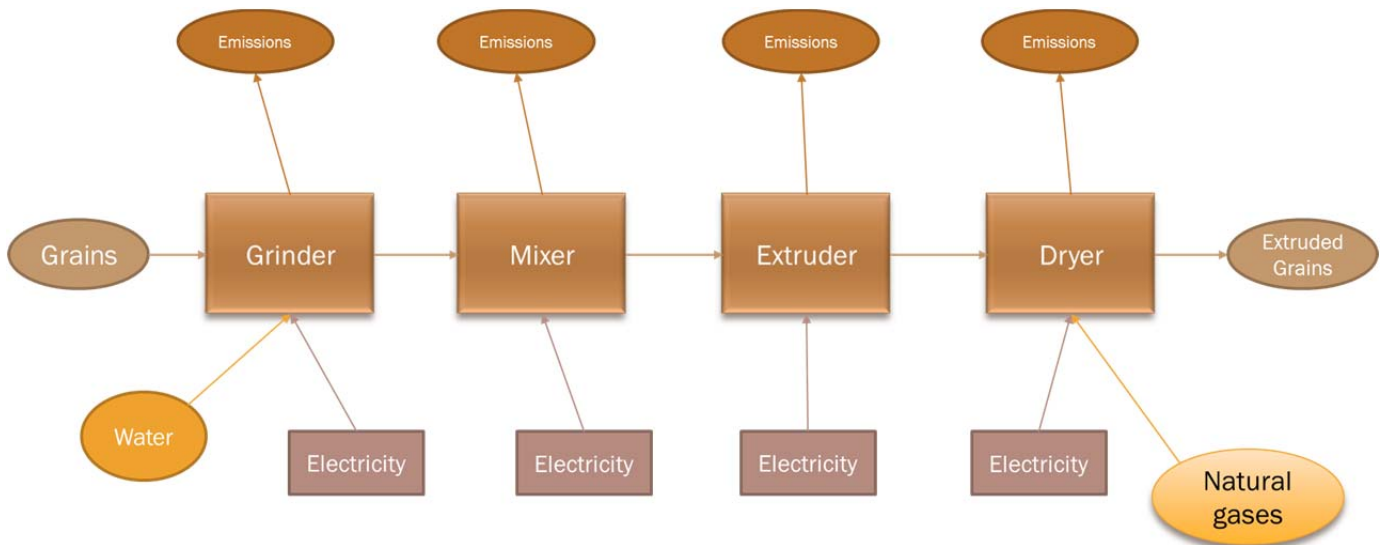 Emissions
Emissions
Emissions
Emissions
Grains
Grinder
Mixer
Extruder
Dryer
Extruded
Grains
Water
Electricity
Electricity
Electricity
Electricity
Natural
gases